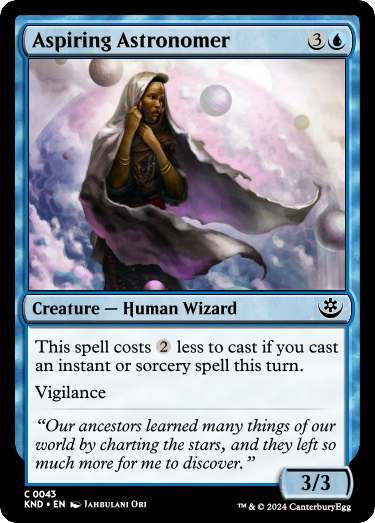 Aspiring Astronomer 3
Creature — Human Wizard
This spell costs 2 less to cast if you cast
an instant or sorcery spell this turn.
Vigilance
“Our ancestors learned many things of our
world by charting the stars, and they left so
much more for me to discover.”
3/3
C 0043
KND • EN Jahbulani Ori
™ & © 2024 CanterburyEgg